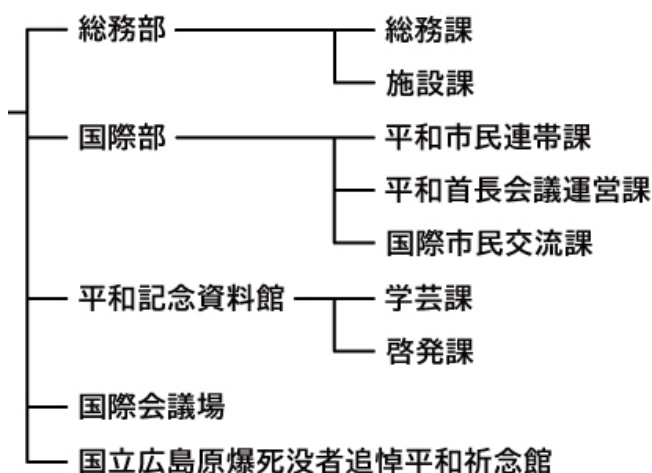 総務部
総務課
施設課
国際部
平和市民連帯課
平和首長会議運営課
国際市民交流課
平和記念資料館
学芸課
啓発課
国際会議場
国立広島原爆死没者追悼平和祈念館